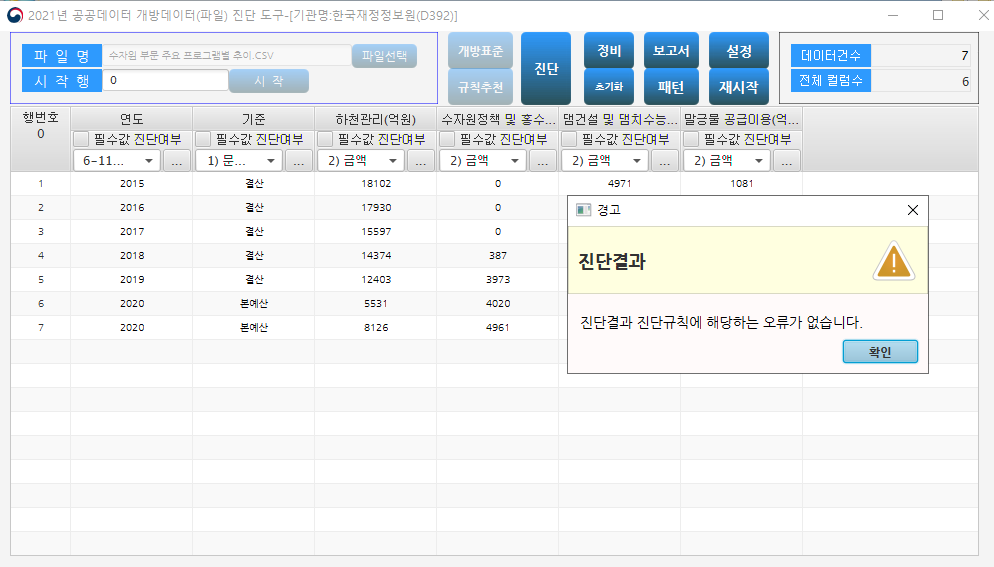 2021년 공공데이터 개방데이터(파일) 진단 도구-[기관명:한국재정정보원(D392)]
파 일 명 수자원 부문 주요 프로그램별 추이.CSV 파일선택 개방표준 진단 정비 보고서 설정 데이터건수 7
시 작 행 0 시 작 규칙추천 초기화 패턴 재시작 전체 컬럼수 6
행번호 연도 기준 하천관리(억원) 수자원정책 및 홍수... 댐건설 및 댐치수능... 말긍물 공급이용(억...
0 필수값 진단여부 필수값 진단여부 필수값 진단여부 필수값 진단여부 필수값 진단여부 필수값 진단여부
6-11... ... 1) 문... ... 2) 금액 ... 2) 금액 ... 2) 금액 ... 2) 금액 ...
1 2015 결산 18102 0 4971 1081
2 2016 결산 17930 0
3 2017 결산 15597 0
4 2018 결산 14374 387
5 2019 결산 12403 3973
6 2020 본예산 5531 4020
7 2020 본예산 8126 4961
경고
진단결과
진단결과 진단규칙에 해당하는 오류가 없습니다.
확인